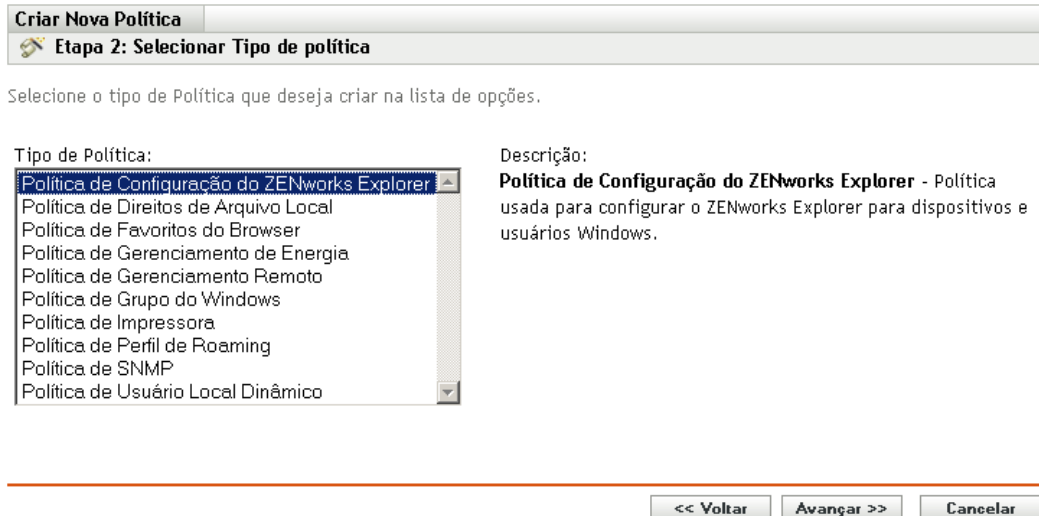 Criar Nova Política
Etapa 2: Selecionar Tipo de política
Selecione o tipo de Política que deseja criar na lista de opções.
Tipo de Política:
Política de Configuração do ZENworks Explorer
Política de Direitos de Arquivo Local
Política de Favoritos do Browser
Política de Gerenciamento de Energia
Política de Gerenciamento Remoto
Política de Grupo do Windows
Política de Impressora
Política de Perfil de Roaming
Política de SNMP
Política de Usuário Local Dinâmico
Descrição:
Política de Configuração do ZENworks Explorer - Política
usada para configurar o ZENworks Explorer para dispositivos e
usuários Windows.
<< Voltar
Avançar >>
Cancelar